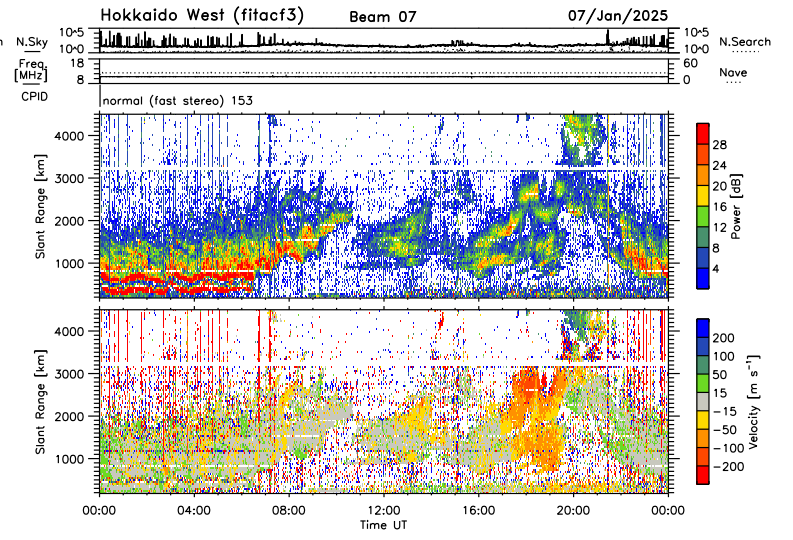 Hokkaido West (fitacf3) Beam 07 07/Jan/2025
N.Sky 10^5 10^5 N.Search
10^0 10^0
Freq. 18 60 Nave
[MHz] 8 0
CPID normal (fast stereo) 153
Slant Range [km]
4000
3000
2000
1000
28
24
20
16
12
8
4
Power [dB]
Slant Range [km]
4000
3000
2000
1000
200
100
50
15
−15
−50
−100
−200
Velocity [m s⁻¹]
00:00 04:00 08:00 12:00 16:00 20:00 00:00
Time UT